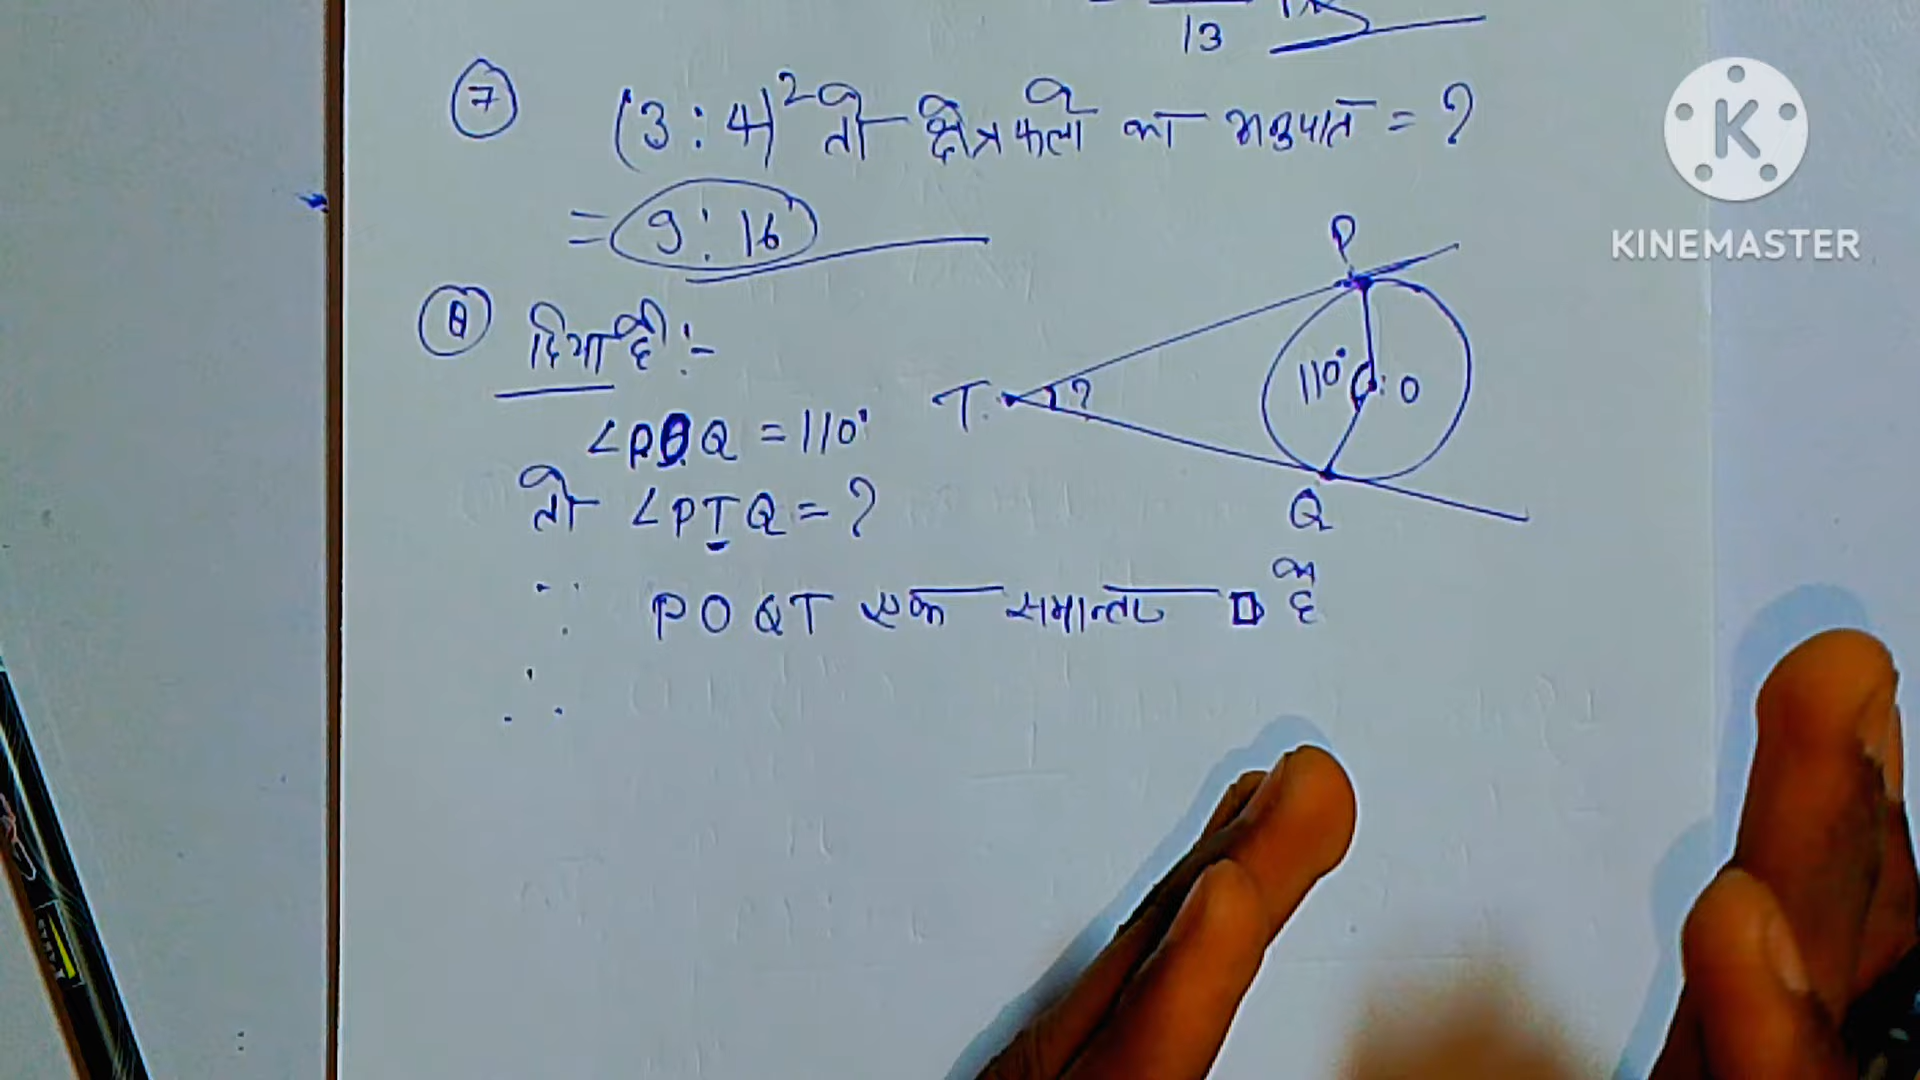 13
7 (3:4)² तो क्षेत्रफलो का अनुपात = ?
= 9:16
8 दिया है :-
∠POQ = 110°
तो ∠PTQ = ?
P
110° O
T ?
Q
∵ POQT एक समान्तर □ है
∴
K
KINEMASTER